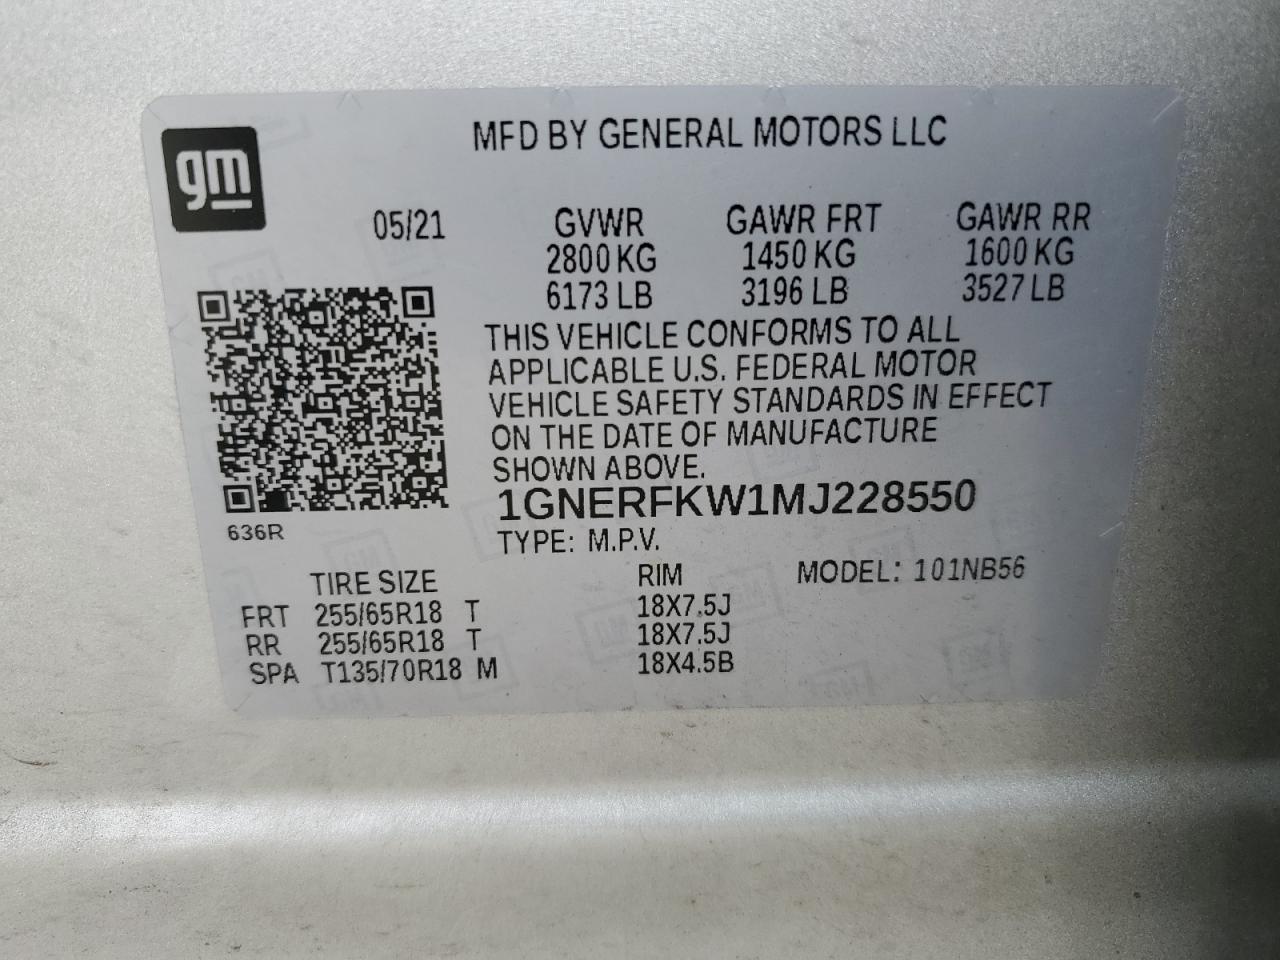 gm
MFD BY GENERAL MOTORS LLC
05/21 GVWR GAWR FRT GAWR RR
2800 KG 1450 KG 1600 KG
6173 LB 3196 LB 3527 LB
THIS VEHICLE CONFORMS TO ALL
APPLICABLE U.S. FEDERAL MOTOR
VEHICLE SAFETY STANDARDS IN EFFECT
ON THE DATE OF MANUFACTURE
SHOWN ABOVE.
1GNERFKW1MJ228550
636R
TYPE: M.P.V.
TIRE SIZE RIM MODEL: 101NB56
FRT 255/65R18 T 18X7.5J
RR 255/65R18 T 18X7.5J
SPA T135/70R18 M 18X4.5B